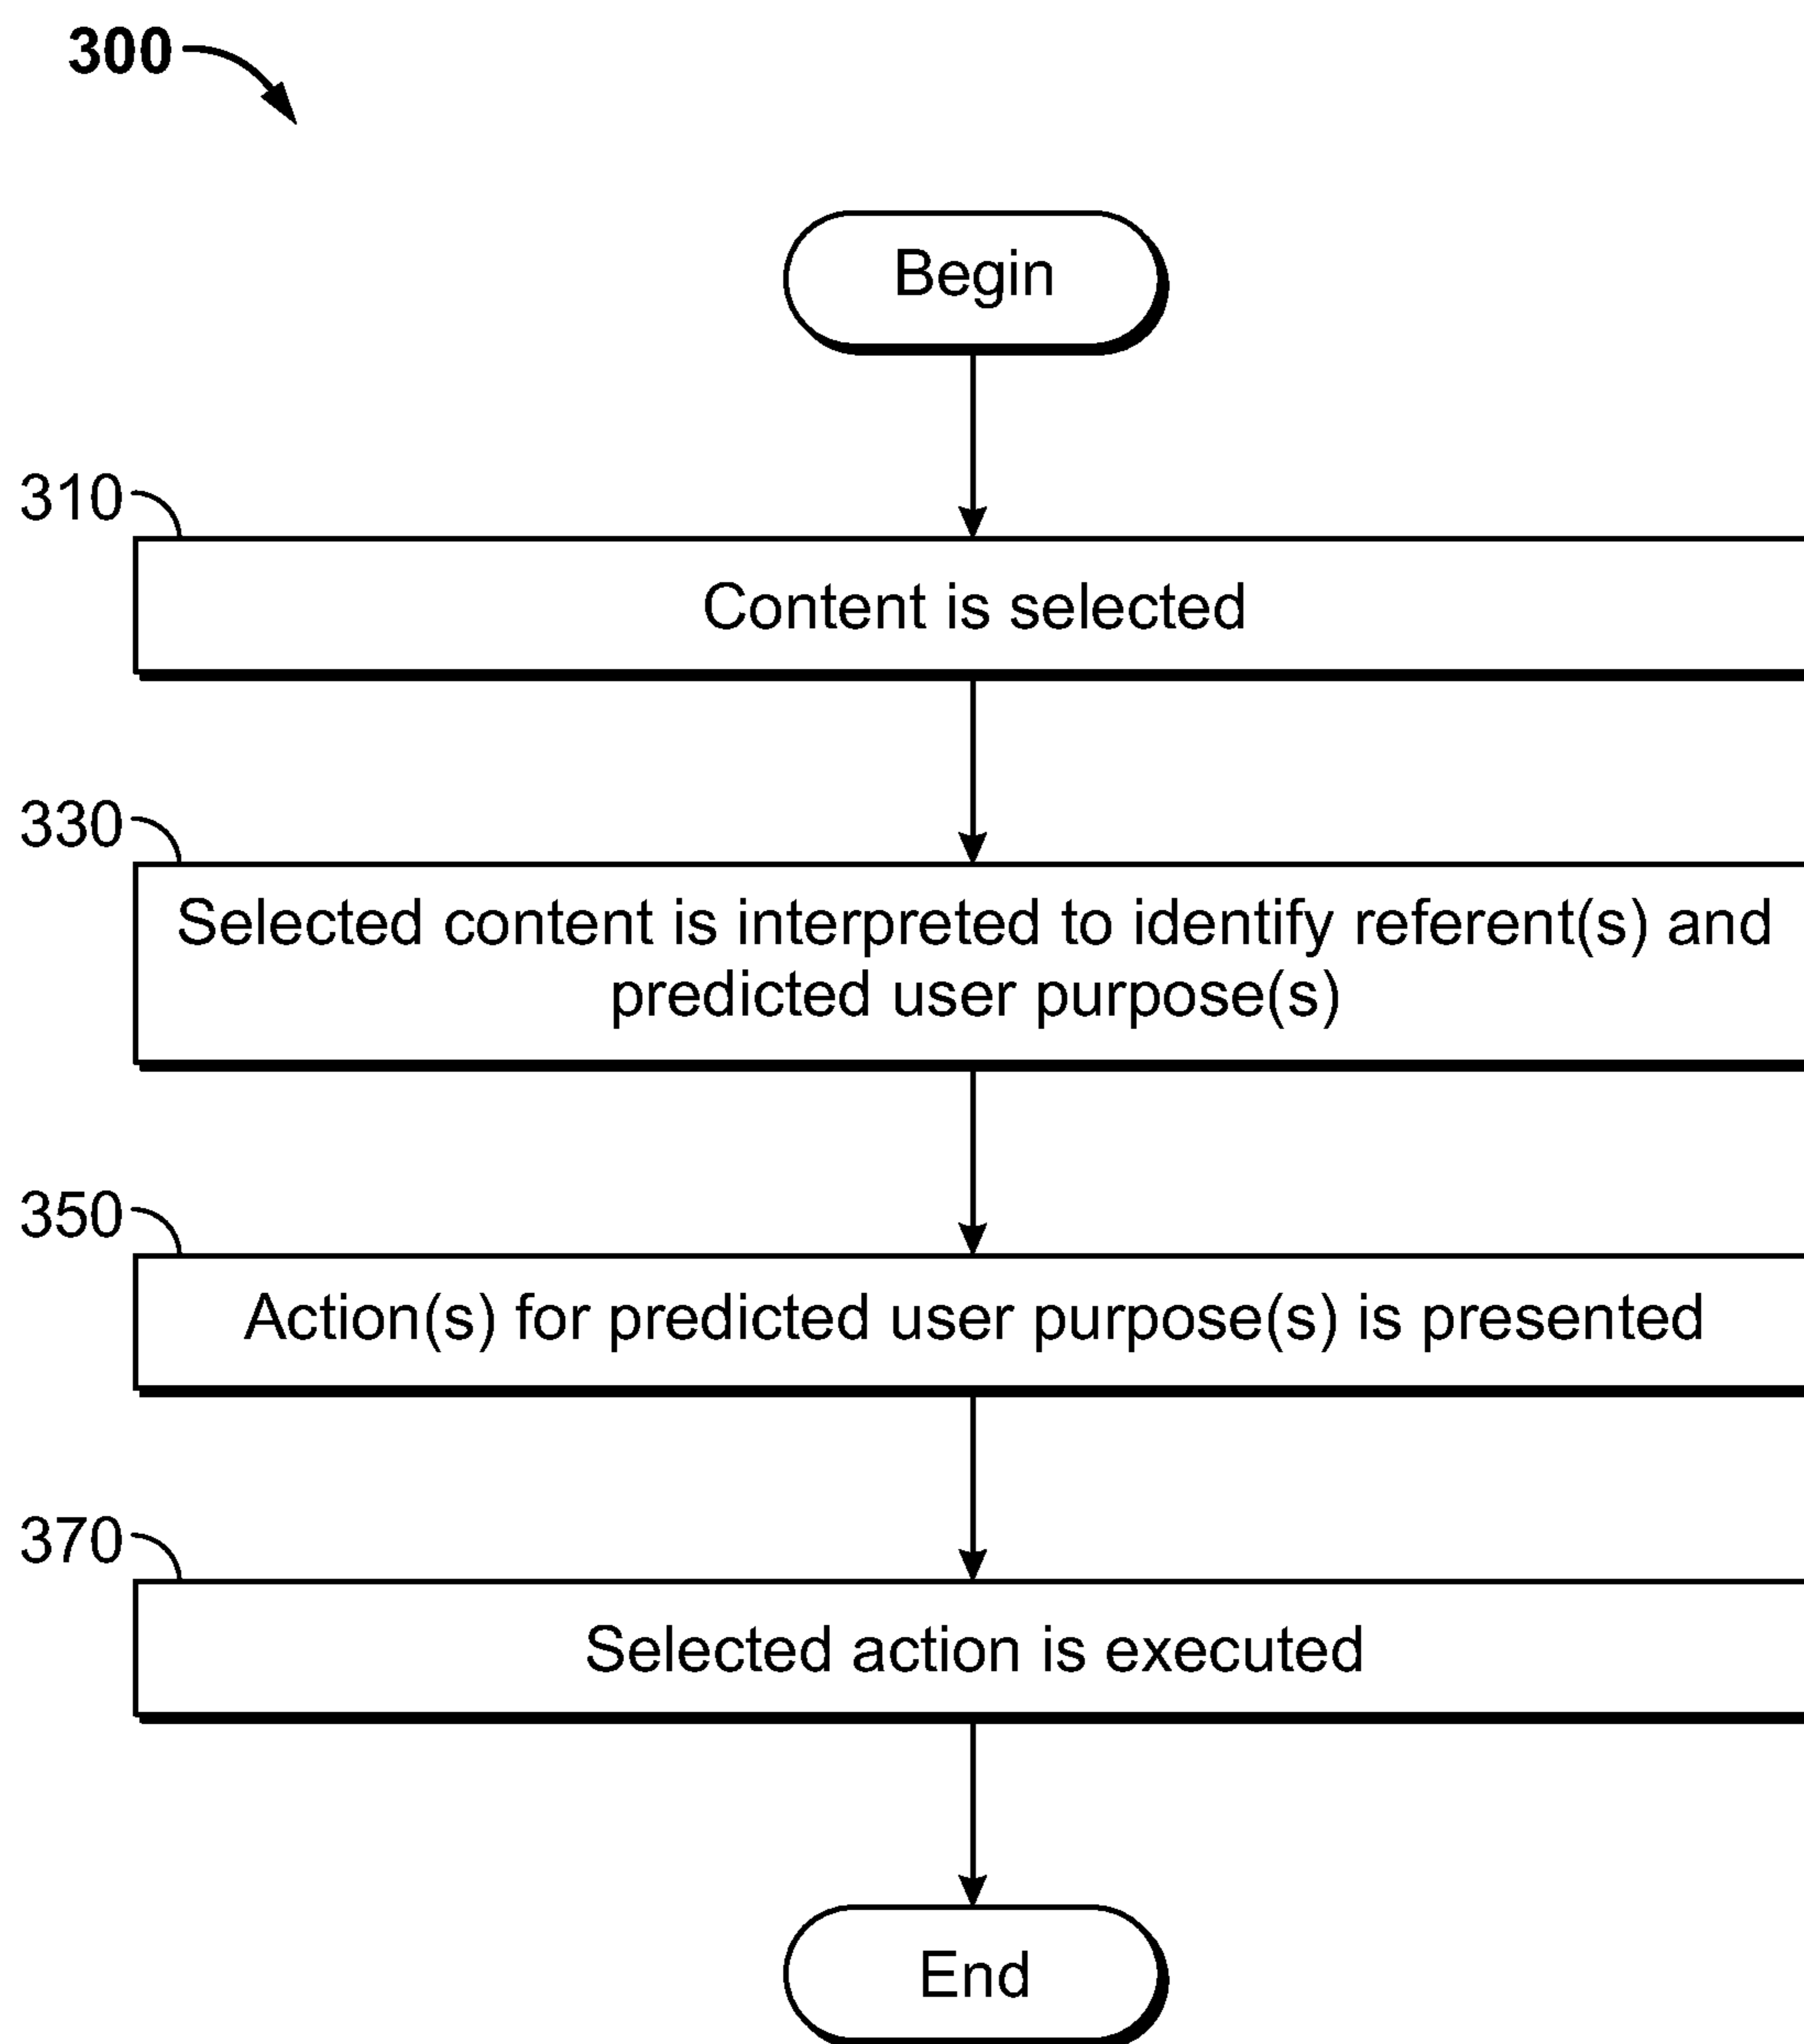 300
Begin
310
Content is selected
330
Selected content is interpreted to identify referent(s) and
predicted user purpose(s)
350
Action(s) for predicted user purpose(s) is presented
370
Selected action is executed
End